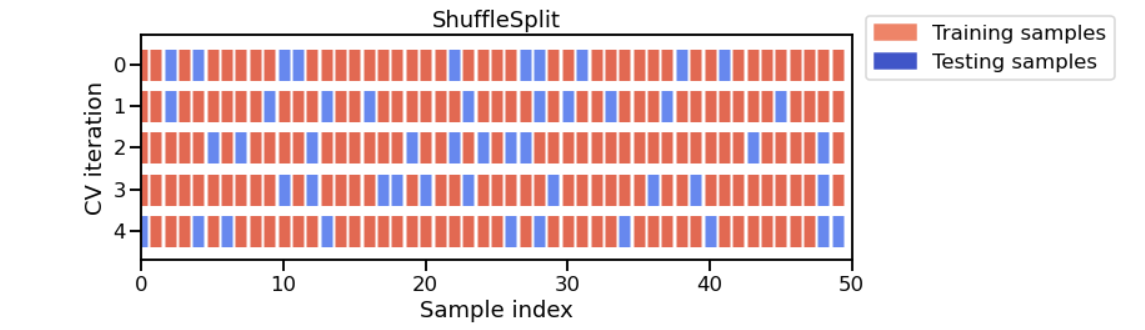 ShuffleSplit
Training samples
Testing samples
CV iteration
0
1
2
3
4
0 10 20 30 40 50
Sample index